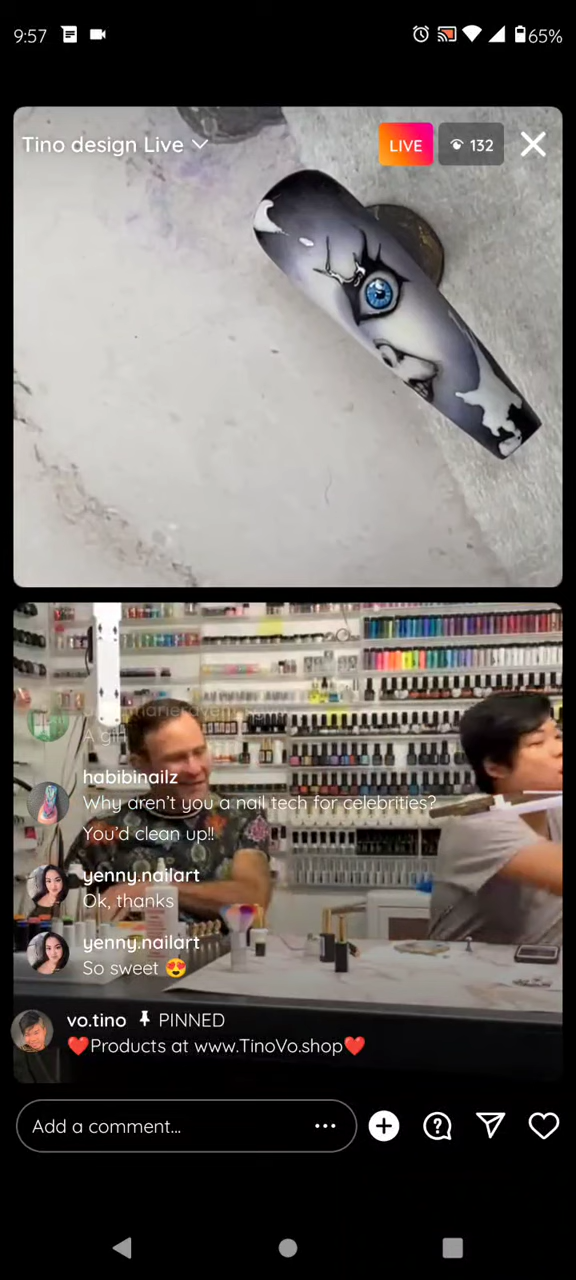 9:57
65%
Tino design Live
LIVE
132
A gi
habibinailz
Why aren't you a nail tech for celebrities?
You'd clean up!!
yenny.nailart
Ok, thanks
yenny.nailart
So sweet 😍
vo.tino PINNED
❤️Products at www.TinoVo.shop❤️
Add a comment...